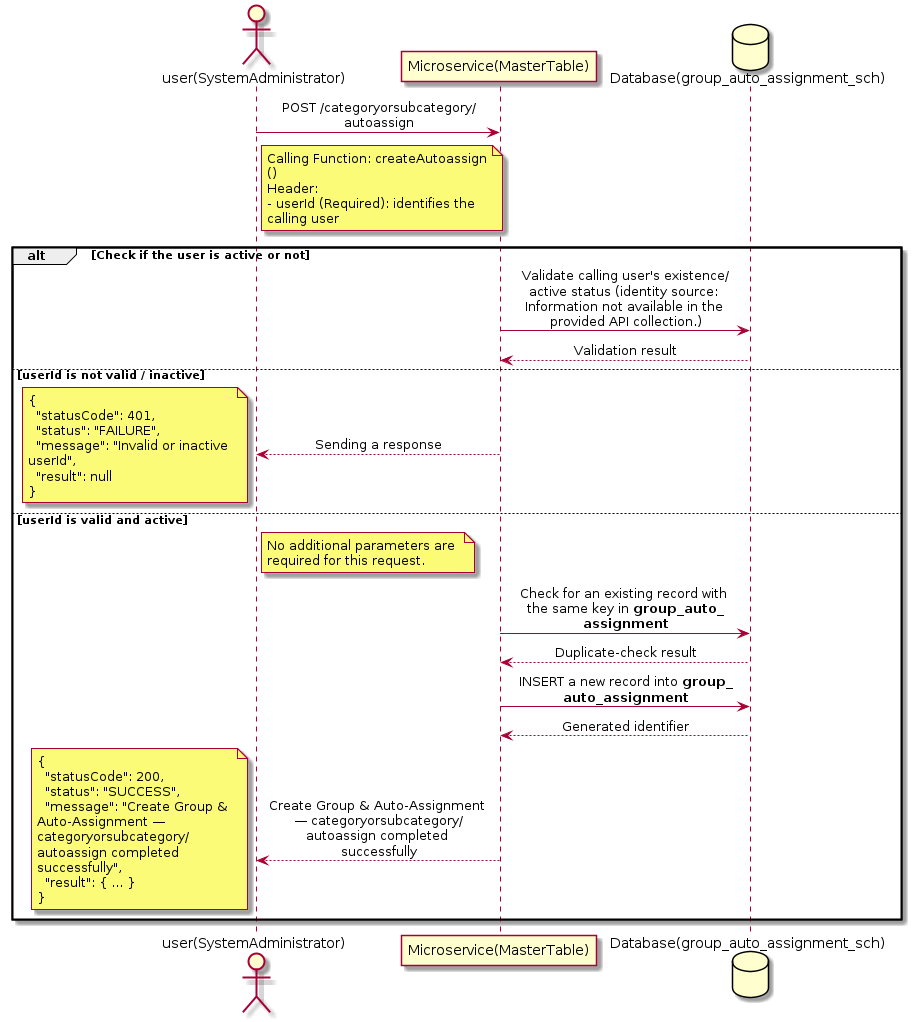 user(SystemAdministrator)
Microservice(MasterTable)
Database(group_auto_assignment_sch)
POST /categoryorsubcategory/
autoassign
Calling Function: createAutoassign
()
Header:
- userId (Required): identifies the
calling user
alt
[Check if the user is active or not]
Validate calling user's existence/
active status (identity source:
Information not available in the
provided API collection.)
Validation result
[userId is not valid / inactive]
{
"statusCode": 401,
"status": "FAILURE",
"message": "Invalid or inactive
userId",
"result": null
}
Sending a response
[userId is valid and active]
No additional parameters are
required for this request.
Check for an existing record with
the same key in group_auto_
assignment
Duplicate-check result
INSERT a new record into group_
auto_assignment
Generated identifier
{
"statusCode": 200,
"status": "SUCCESS",
"message": "Create Group &
Auto-Assignment —
categoryorsubcategory/
autoassign completed
successfully",
"result": { ... }
}
Create Group & Auto-Assignment
— categoryorsubcategory/
autoassign completed
successfully
user(SystemAdministrator)
Microservice(MasterTable)
Database(group_auto_assignment_sch)